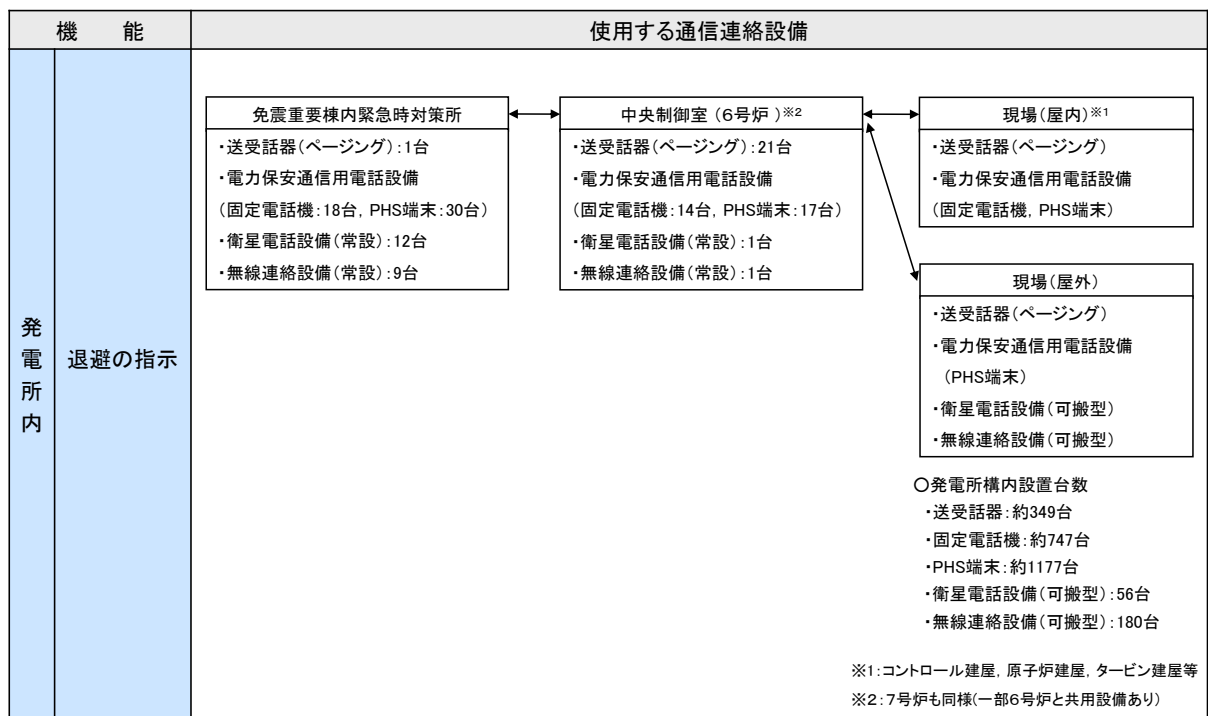 機　能
使用する通信連絡設備
発電所内
退避の指示
免震重要棟内緊急時対策所
・送受話器(ページング):1台
・電力保安通信用電話設備
(固定電話機:18台, PHS端末:30台)
・衛星電話設備(常設):12台
・無線連絡設備(常設):9台
中央制御室 (6号炉 )※2
・送受話器(ページング):21台
・電力保安通信用電話設備
(固定電話機:14台, PHS端末:17台)
・衛星電話設備(常設):1台
・無線連絡設備(常設):1台
現場(屋内)※1
・送受話器(ページング)
・電力保安通信用電話設備
(固定電話機, PHS端末)
現場(屋外)
・送受話器(ページング)
・電力保安通信用電話設備
(PHS端末)
・衛星電話設備(可搬型)
・無線連絡設備(可搬型)
〇発電所構内設置台数
・送受話器:約349台
・固定電話機:約747台
・PHS端末:約1177台
・衛星電話設備(可搬型):56台
・無線連絡設備(可搬型):180台
※1:コントロール建屋, 原子炉建屋, タービン建屋等
※2:7号炉も同様(一部6号炉と共用設備あり)